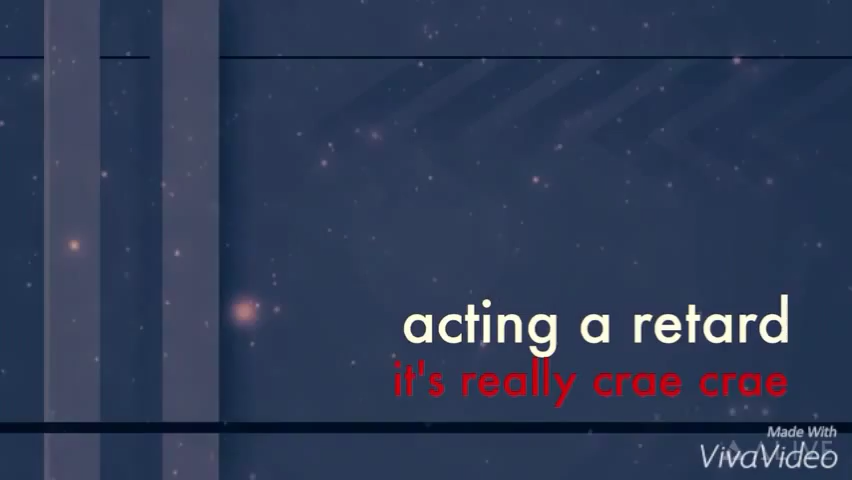 acting a retard
it's really crae crae
Made With
VivaVideo